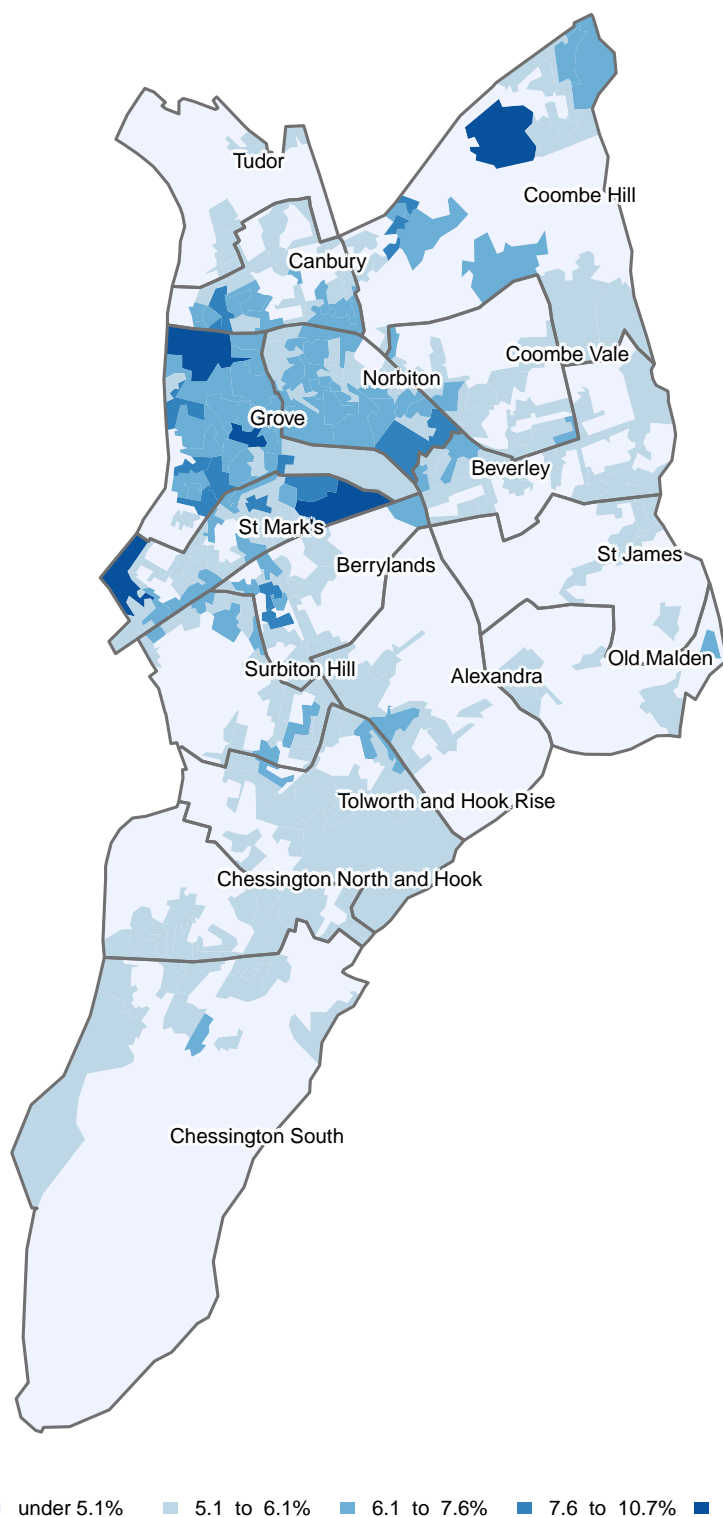 Tudor
Coombe Hill
Canbury
Coombe Vale
Norbiton
Grove
Beverley
St Mark's
St James
Berrylands
Old Malden
Surbiton Hill
Alexandra
Tolworth and Hook Rise
Chessington North and Hook
Chessington South
under 5.1% 5.1 to 6.1% 6.1 to 7.6% 7.6 to 10.7%